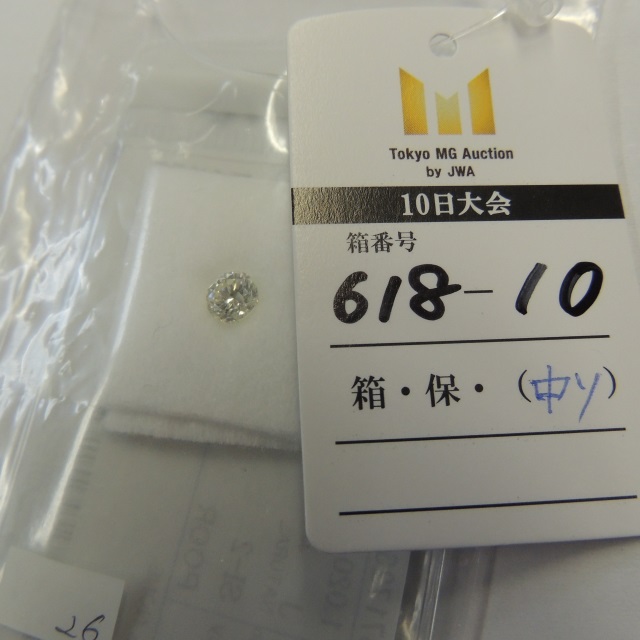 Tokyo MG Auction
by JWA
10日大会
箱番号
618-10
箱・保・(中ソ)
26